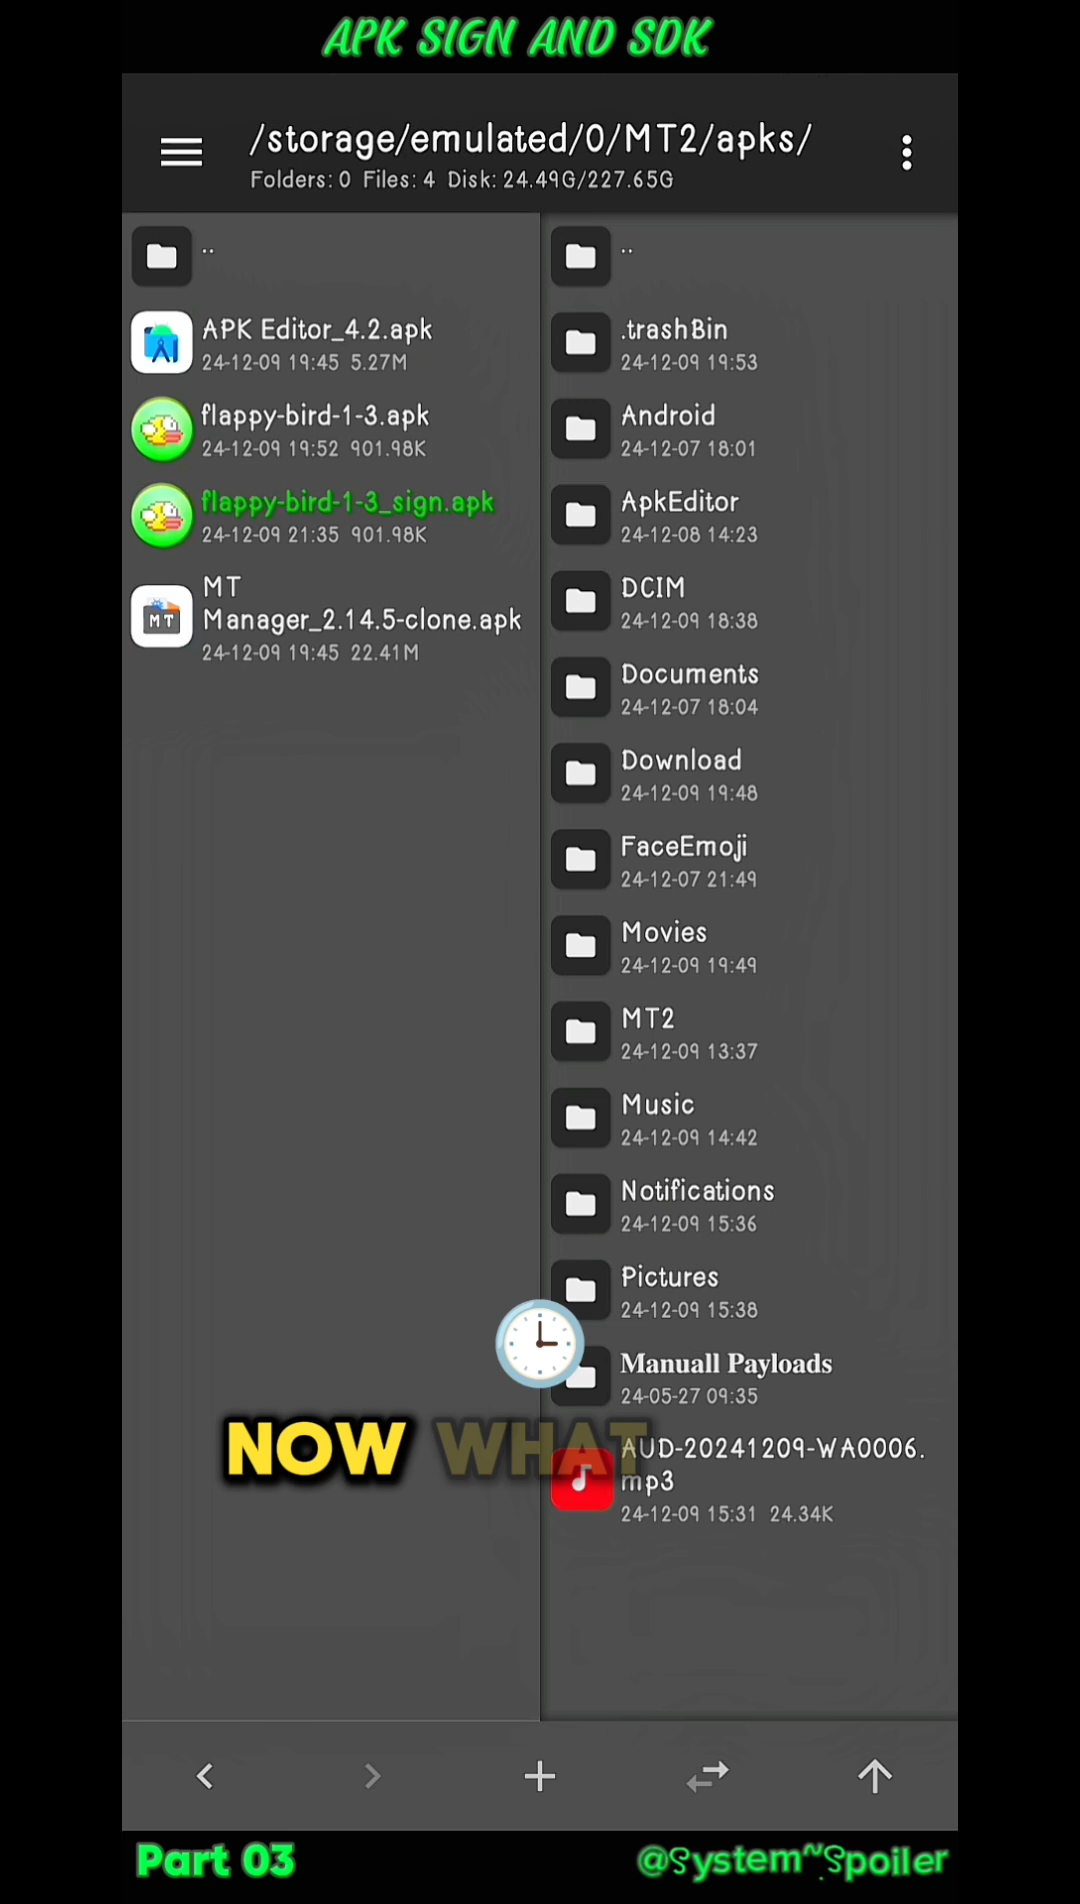 APK SIGN AND SDK
/storage/emulated/0/MT2/apks/
Folders: 0 Files: 4 Disk: 24.49G/227.65G
..
APK Editor_4.2.apk
24-12-09 19:45 5.27M
flappy-bird-1-3.apk
24-12-09 19:52 901.98K
flappy-bird-1-3_sign.apk
24-12-09 21:35 901.98K
MT
MT
Manager_2.14.5-clone.apk
24-12-09 19:45 22.41M
..
.trashBin
24-12-09 19:53
Android
24-12-07 18:01
ApkEditor
24-12-08 14:23
DCIM
24-12-09 18:38
Documents
24-12-07 18:04
Download
24-12-09 19:48
FaceEmoji
24-12-07 21:49
Movies
24-12-09 19:49
MT2
24-12-09 13:37
Music
24-12-09 14:42
Notifications
24-12-09 15:36
Pictures
24-12-09 15:38
Manuall Payloads
24-05-27 09:35
AUD-20241209-WA0006.
mp3
24-12-09 15:31 24.34K
NOW WHAT
Part 03
@System~Spoiler